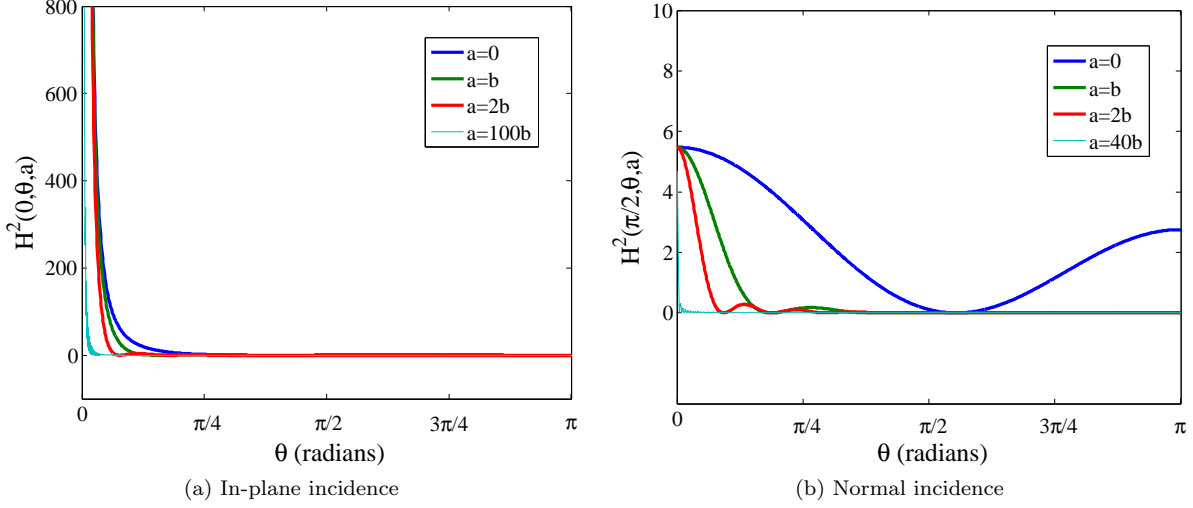 800
600
400
200
0
H²(0,θ,a)
a=0
a=b
a=2b
a=100b
0
π/4
π/2
3π/4
π
θ (radians)
(a) In-plane incidence
10
8
6
4
2
0
H²(π/2,θ,a)
a=0
a=b
a=2b
a=40b
0
π/4
π/2
3π/4
π
θ (radians)
(b) Normal incidence